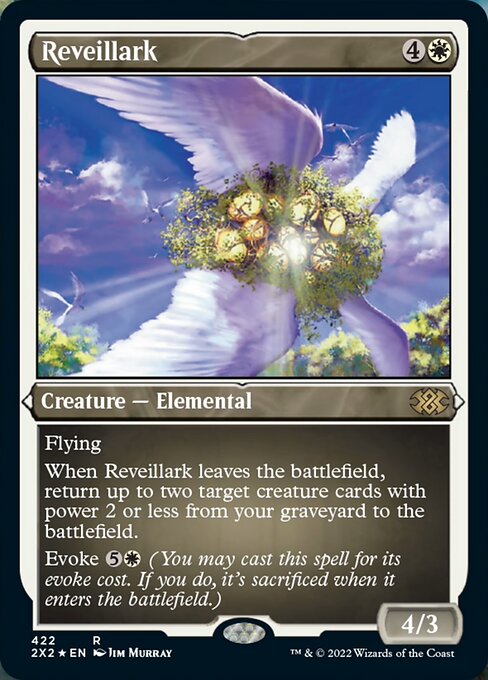 Reveillark 4
Creature — Elemental
Flying
When Reveillark leaves the battlefield,
return up to two target creature cards with
power 2 or less from your graveyard to the
battlefield.
Evoke 5 (You may cast this spell for its
evoke cost. If you do, it's sacrificed when it
enters the battlefield.)
4/3
422 R
2X2 ★ EN Jim Murray
™ & © 2022 Wizards of the Coast